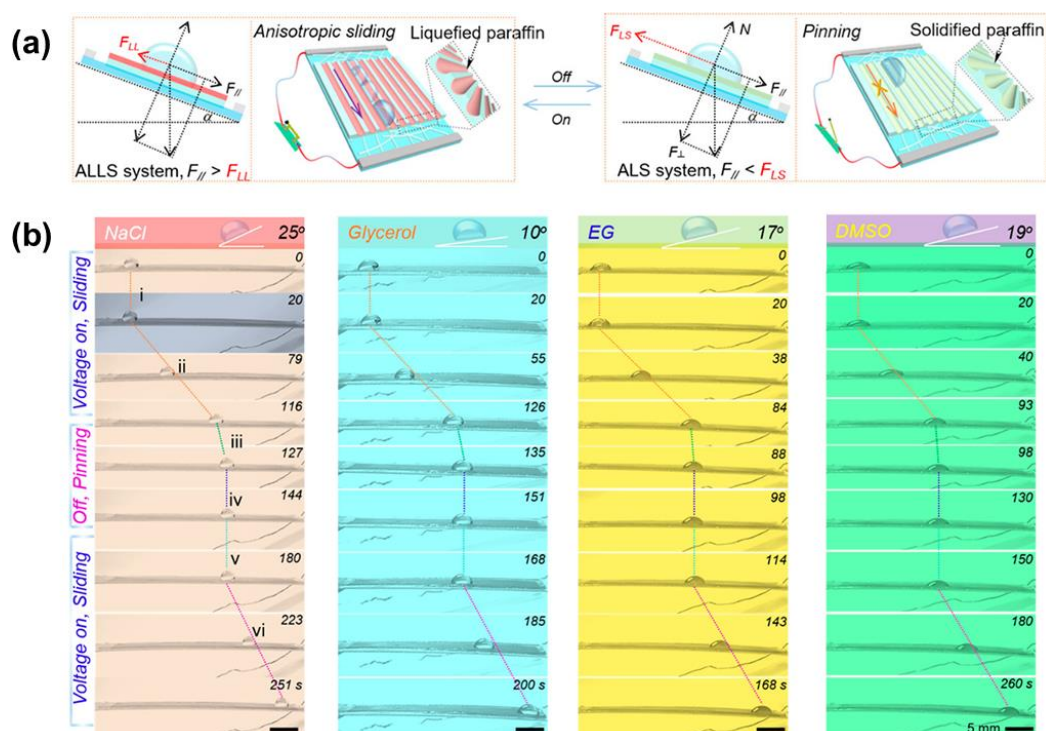 (a)
F_LL
Anisotropic sliding
Liquefied paraffin
F_//
α
ALLS system, F_// > F_LL
Off
On
F_LS
N
Pinning
Solidified paraffin
F_//
α
F_⊥
ALS system, F_// < F_LS
(b)
Voltage on, Sliding
Off, Pinning
Voltage on, Sliding
NaCl 25°
0
i
20
79
ii
116
iii
127
144
iv
180
v
223
vi
251 s
Glycerol 10°
0
20
55
126
135
151
168
185
200 s
EG 17°
0
20
38
84
88
98
114
143
168 s
DMSO 19°
0
20
40
93
98
130
150
180
260 s
5 mm